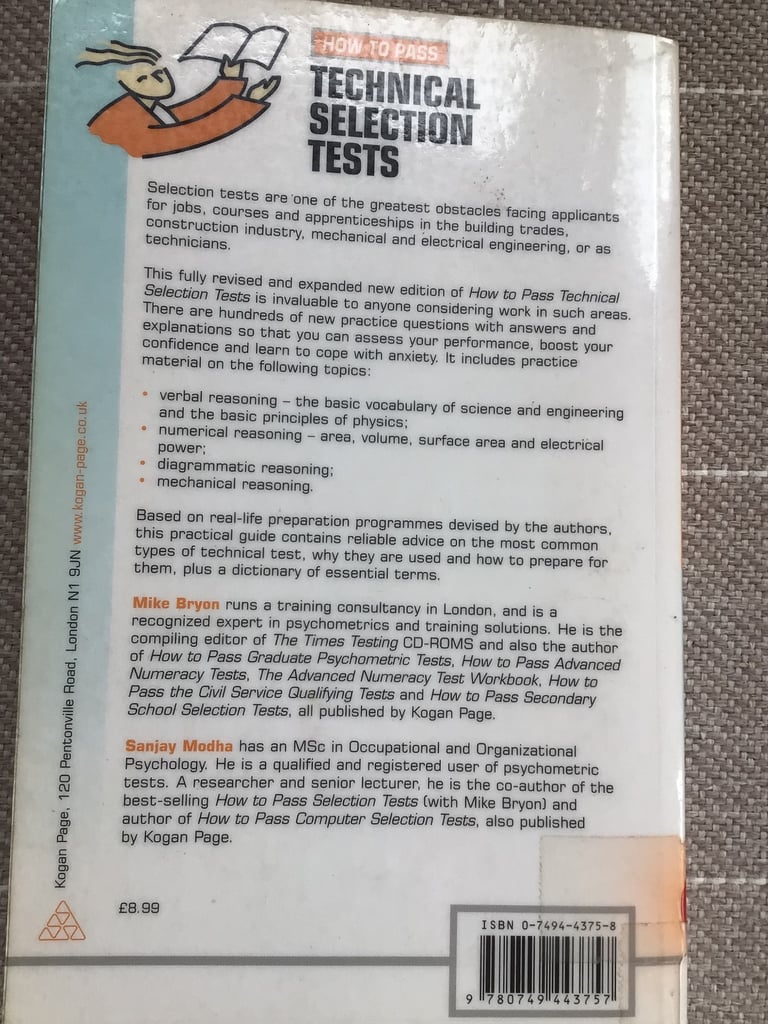 HOW TO PASS
TECHNICAL
SELECTION
TESTS
Selection tests are one of the greatest obstacles facing applicants
for jobs, courses and apprenticeships in the building trades,
construction industry, mechanical and electrical engineering, or as
technicians.
This fully revised and expanded new edition of How to Pass Technical
Selection Tests is invaluable to anyone considering work in such areas.
There are hundreds of new practice questions with answers and
explanations so that you can assess your performance, boost your
confidence and learn to cope with anxiety. It includes practice
material on the following topics:
• verbal reasoning – the basic vocabulary of science and engineering
and the basic principles of physics;
• numerical reasoning – area, volume, surface area and electrical
power;
• diagrammatic reasoning;
• mechanical reasoning.
Based on real-life preparation programmes devised by the authors,
this practical guide contains reliable advice on the most common
types of technical test, why they are used and how to prepare for
them, plus a dictionary of essential terms.
Mike Bryon runs a training consultancy in London, and is a
recognized expert in psychometrics and training solutions. He is the
compiling editor of The Times Testing CD-ROMS and also the author
of How to Pass Graduate Psychometric Tests, How to Pass Advanced
Numeracy Tests, The Advanced Numeracy Test Workbook, How to
Pass the Civil Service Qualifying Tests and How to Pass Secondary
School Selection Tests, all published by Kogan Page.
Sanjay Modha has an MSc in Occupational and Organizational
Psychology. He is a qualified and registered user of psychometric
tests. A researcher and senior lecturer, he is the co-author of the
best-selling How to Pass Selection Tests (with Mike Bryon) and
author of How to Pass Computer Selection Tests, also published
by Kogan Page.
Kogan Page, 120 Pentonville Road, London N1 9JN www.kogan-page.co.uk
£8.99
ISBN 0-7494-4375-8
9 780749 443757